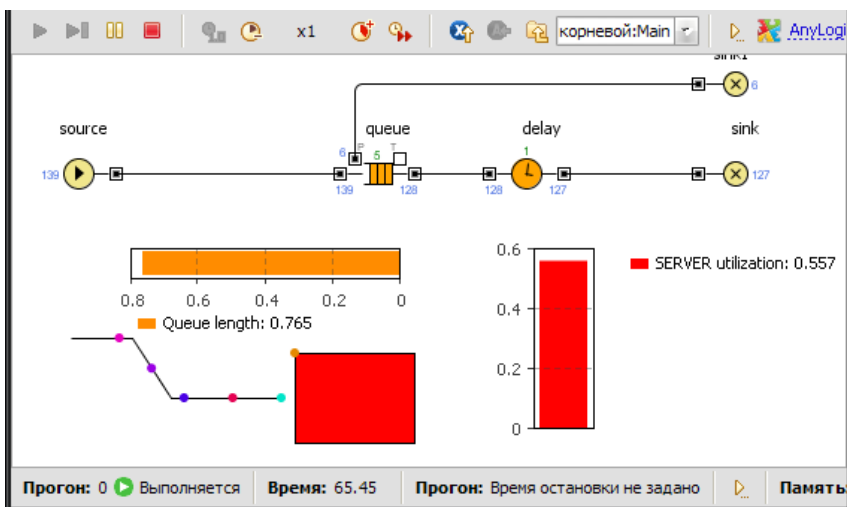 x1 корневой:Main AnyLogi
sink1
6
source queue delay sink
6 P 5 T 1
139 127
139 128 128 127
0.6 SERVER utilization: 0.557
0.8 0.6 0.4 0.2 0
0.4
Queue length: 0.765
0.2
0
Прогон: 0 Выполняется Время: 65.45 Прогон: Время остановки не задано Память: